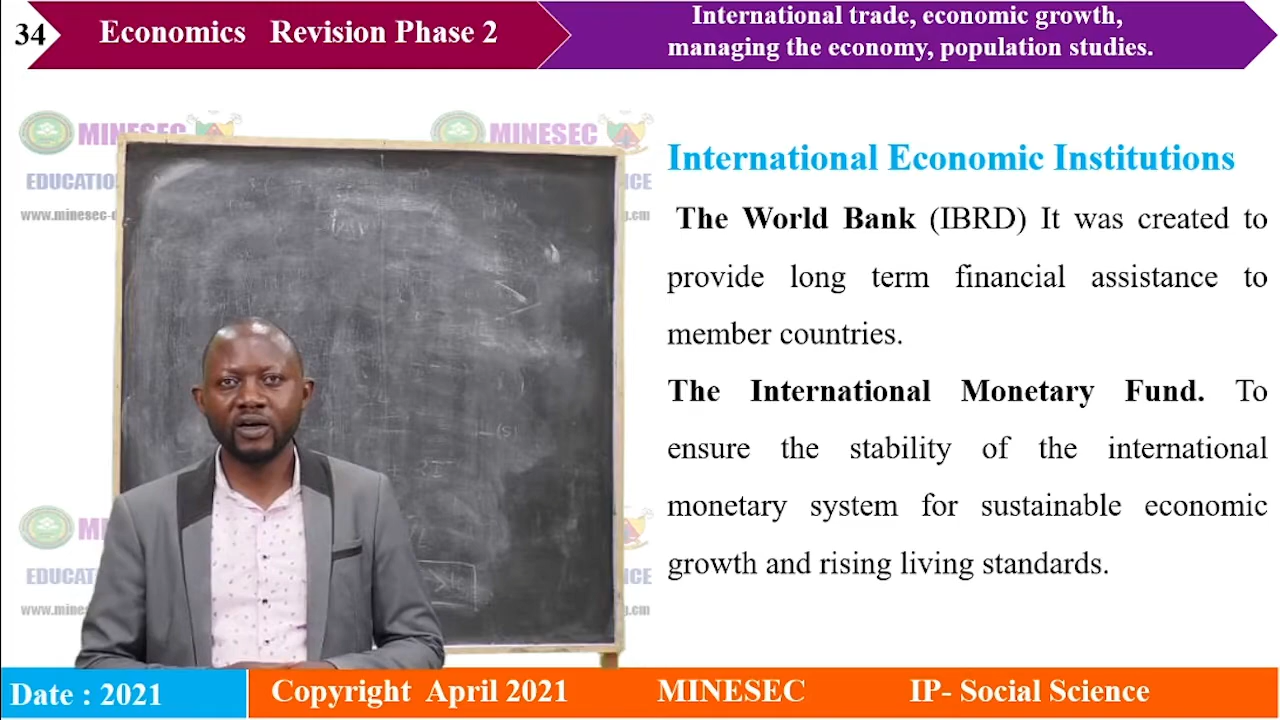 34
Economics Revision Phase 2
International trade, economic growth,
managing the economy, population studies.
MINESEC
MINESEC
International Economic Institutions
The World Bank (IBRD) It was created to
provide long term financial assistance to
member countries.
The International Monetary Fund. To
ensure the stability of the international
monetary system for sustainable economic
growth and rising living standards.
Date : 2021
Copyright April 2021
MINESEC
IP- Social Science